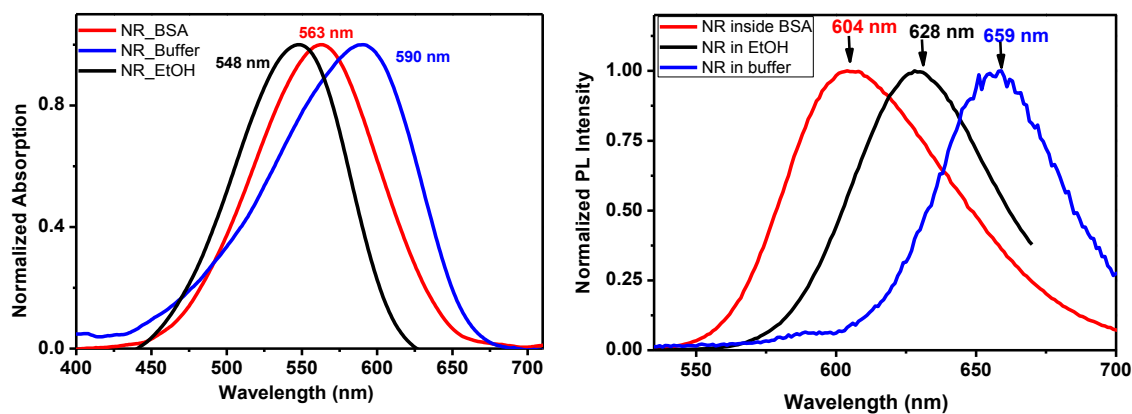 NR_BSA
NR_Buffer
NR_EtOH
563 nm
548 nm
590 nm
0.8
0.4
0.0
400
450
500
550
600
650
700
Normalized Absorption
Wavelength (nm)
NR inside BSA
NR in EtOH
NR in buffer
604 nm
628 nm
659 nm
1.00
0.75
0.50
0.25
0.00
550
600
650
700
Normalized PL Intensity
Wavelength (nm)